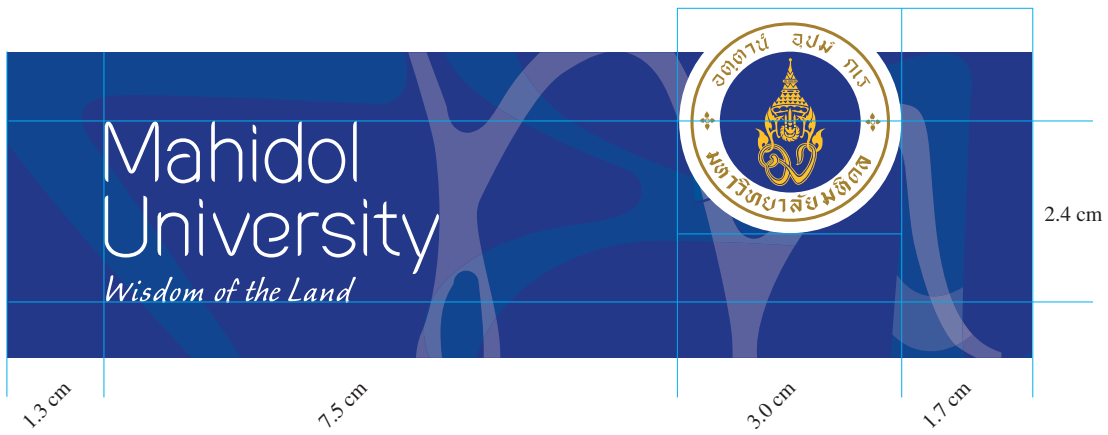 Mahidol
University
Wisdom of the Land
อตฺตานํ อุปมํ กเร
มหาวิทยาลัยมหิดล
2.4 cm
1.3 cm
7.5 cm
3.0 cm
1.7 cm